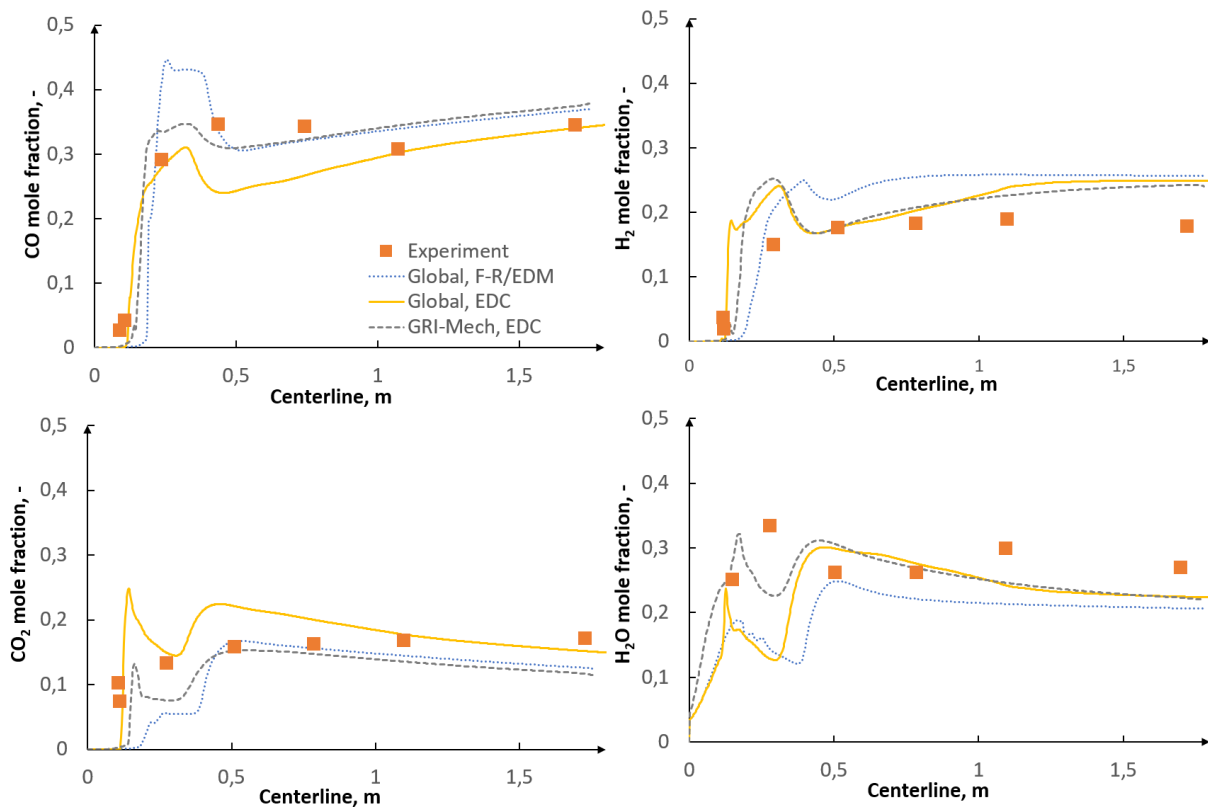 0,5
0,4
0,3
0,2
0,1
0
CO mole fraction, -
Experiment
Global, F-R/EDM
Global, EDC
GRI-Mech, EDC
0 0,5 1 1,5
Centerline, m
0,5
0,4
0,3
0,2
0,1
0
H2 mole fraction, -
0 0,5 1 1,5
Centerline, m
0,5
0,4
0,3
0,2
0,1
0
CO2 mole fraction, -
0 0,5 1 1,5
Centerline, m
0,5
0,4
0,3
0,2
0,1
0
H2O mole fraction, -
0 0,5 1 1,5
Centerline, m